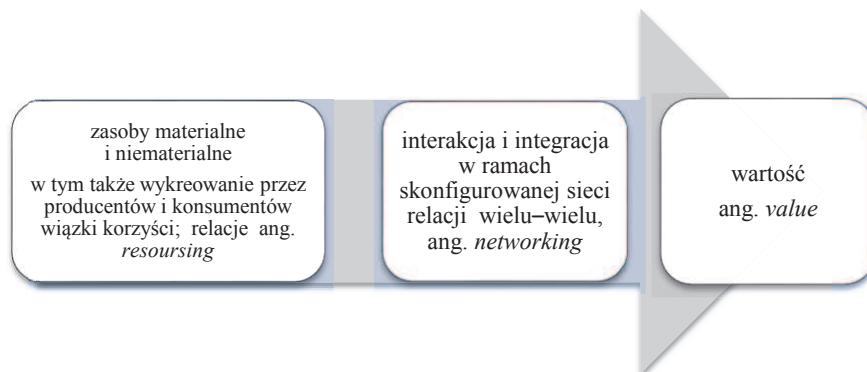 zasoby materialne
i niematerialne
w tym także wykreowanie przez
producentów i konsumentów
wiązki korzyści; relacje ang.
resoursing
interakcja i integracja
w ramach
skonfigurowanej sieci
relacji wielu–wielu,
ang. networking
wartość
ang. value